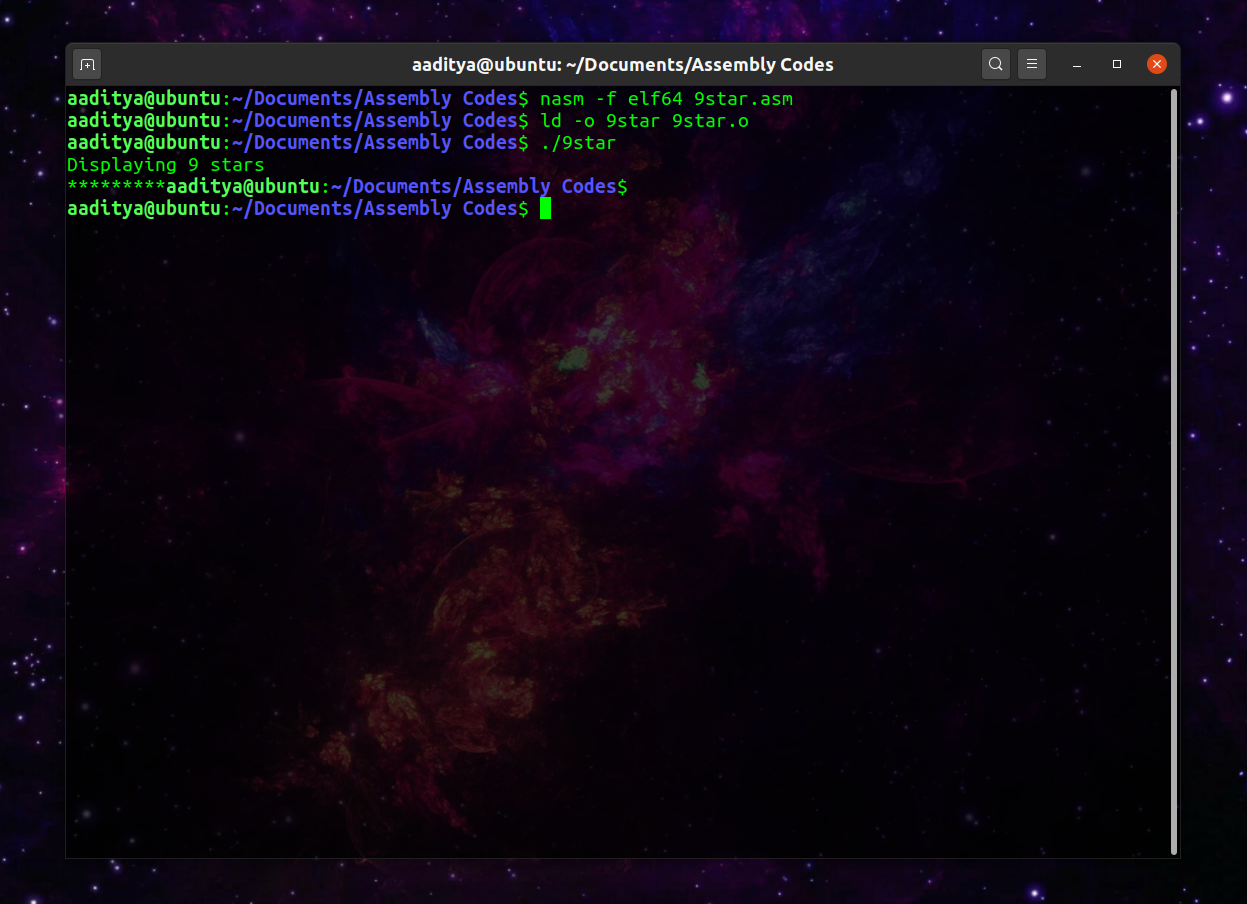 aaditya@ubuntu: ~/Documents/Assembly Codes
aaditya@ubuntu:~/Documents/Assembly Codes$ nasm -f elf64 9star.asm
aaditya@ubuntu:~/Documents/Assembly Codes$ ld -o 9star 9star.o
aaditya@ubuntu:~/Documents/Assembly Codes$ ./9star
Displaying 9 stars
*********aaditya@ubuntu:~/Documents/Assembly Codes$
aaditya@ubuntu:~/Documents/Assembly Codes$